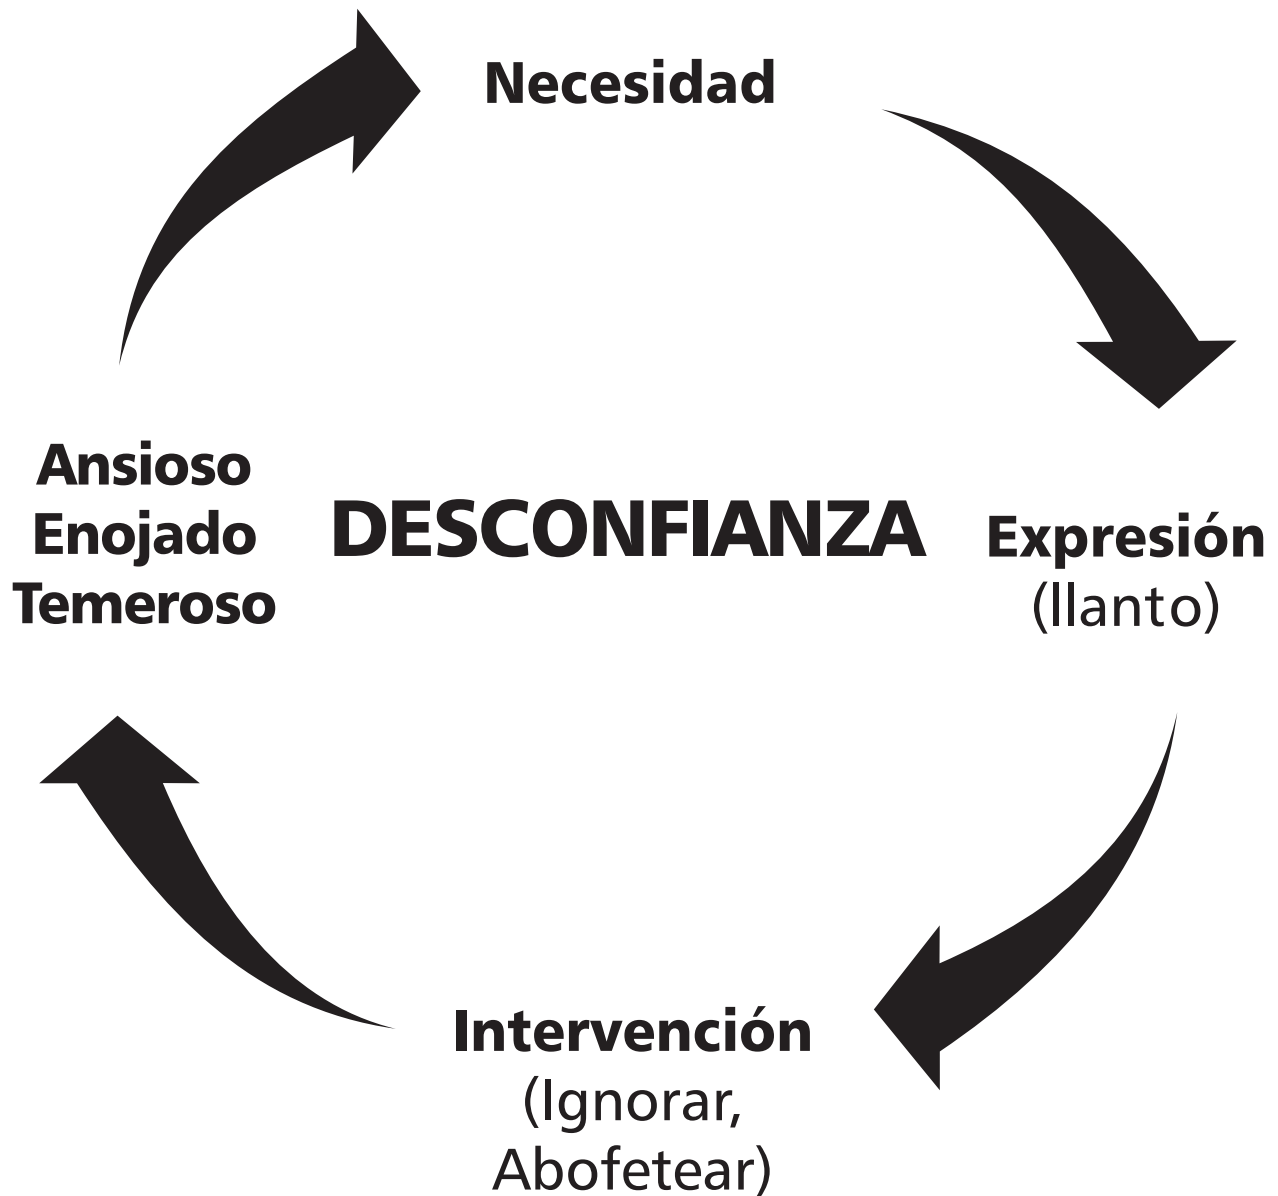 Necesidad
Ansioso
Enojado
Temeroso
DESCONFIANZA
Expresión
(llanto)
Intervención
(Ignorar,
Abofetear)